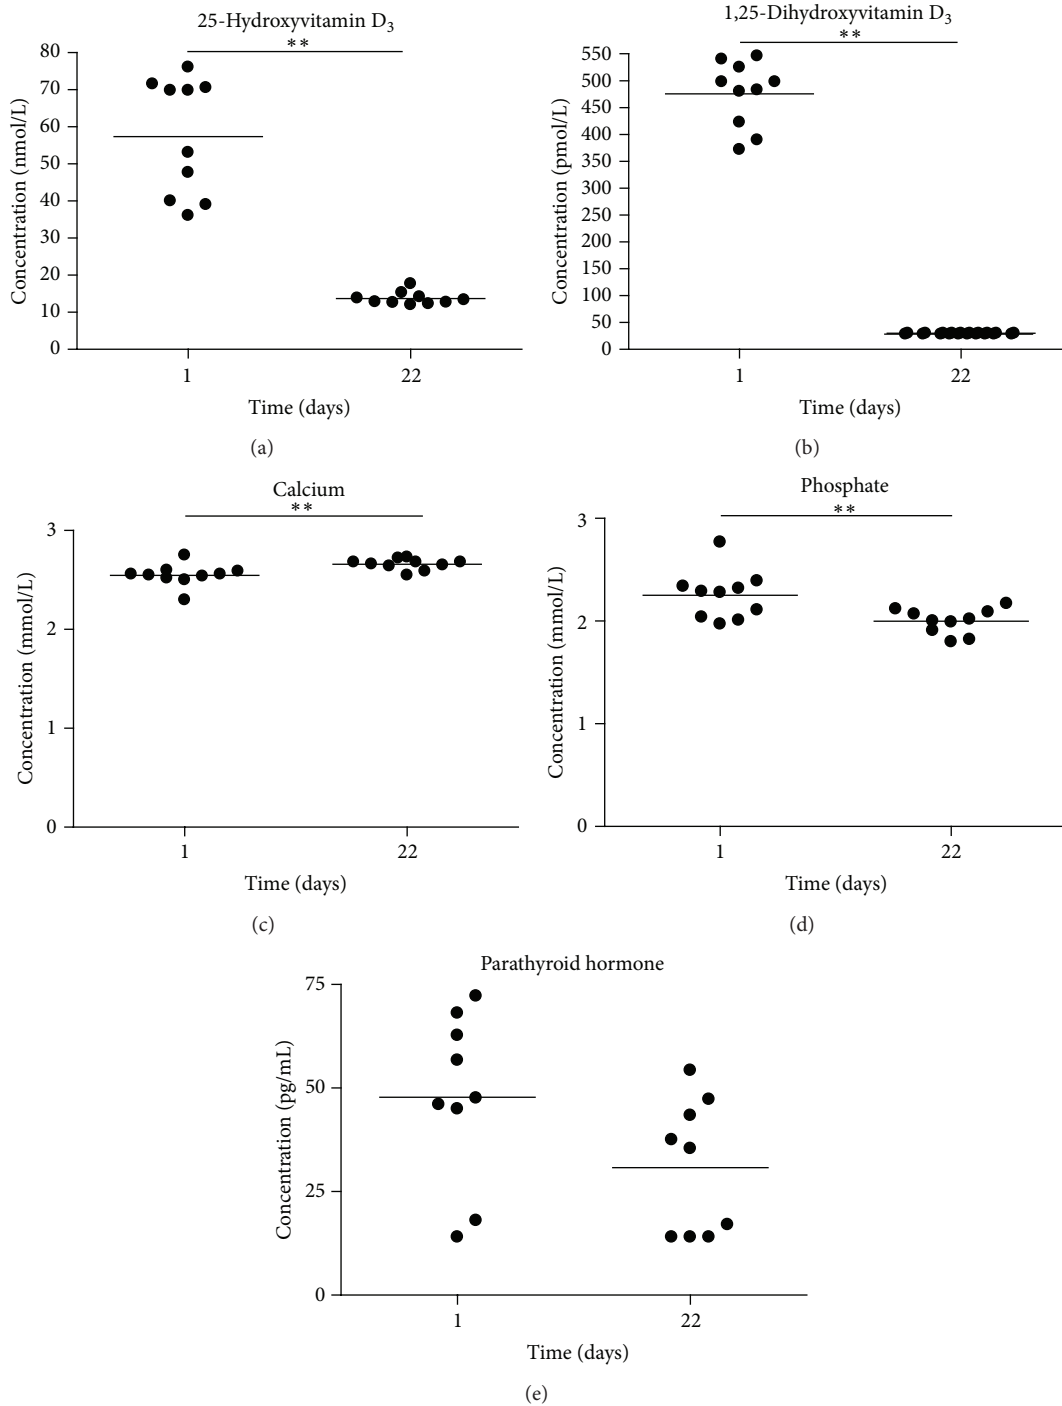 25-Hydroxyvitamin D3
**
Concentration (nmol/L)
80
70
60
50
40
30
20
10
0
1
22
Time (days)
(a)
1,25-Dihydroxyvitamin D3
**
Concentration (pmol/L)
550
500
450
400
350
300
250
200
150
100
50
0
1
22
Time (days)
(b)
Calcium
**
Concentration (mmol/L)
3
2
1
0
1
22
Time (days)
(c)
Phosphate
**
Concentration (mmol/L)
3
2
1
0
1
22
Time (days)
(d)
Parathyroid hormone
Concentration (pg/mL)
75
50
25
0
1
22
Time (days)
(e)